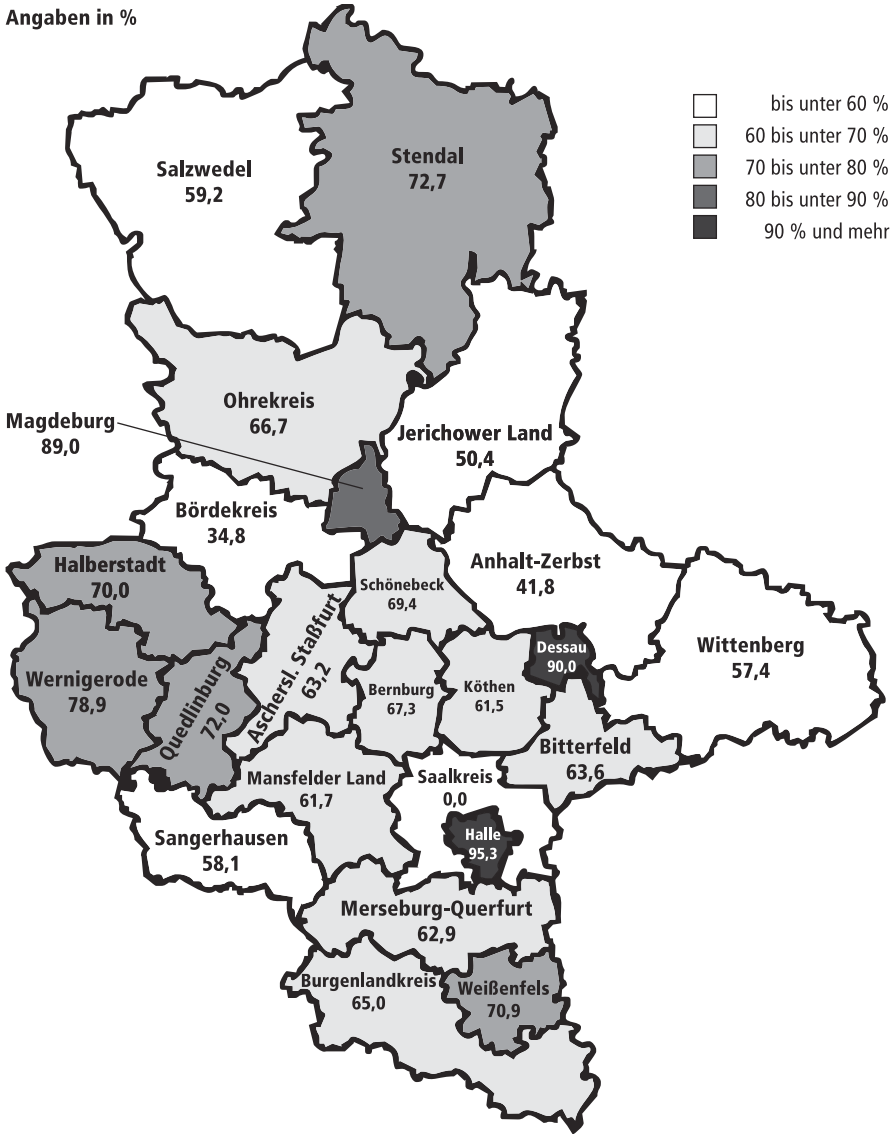 Angaben in %
bis unter 60 %
60 bis unter 70 %
70 bis unter 80 %
80 bis unter 90 %
90 % und mehr
Salzwedel
59,2
Stendal
72,7
Ohrekreis
66,7
Magdeburg
89,0
Jerichower Land
50,4
Bördekreis
34,8
Halberstadt
70,0
Schönebeck
69,4
Anhalt-Zerbst
41,8
Wernigerode
78,9
Quedlinburg
72,0
Aschersl. Staßfurt
63,2
Bernburg
67,3
Köthen
61,5
Dessau
90,0
Wittenberg
57,4
Bitterfeld
63,6
Mansfelder Land
61,7
Saalkreis
0,0
Halle
95,3
Sangerhausen
58,1
Merseburg-Querfurt
62,9
Burgenlandkreis
65,0
Weißenfels
70,9